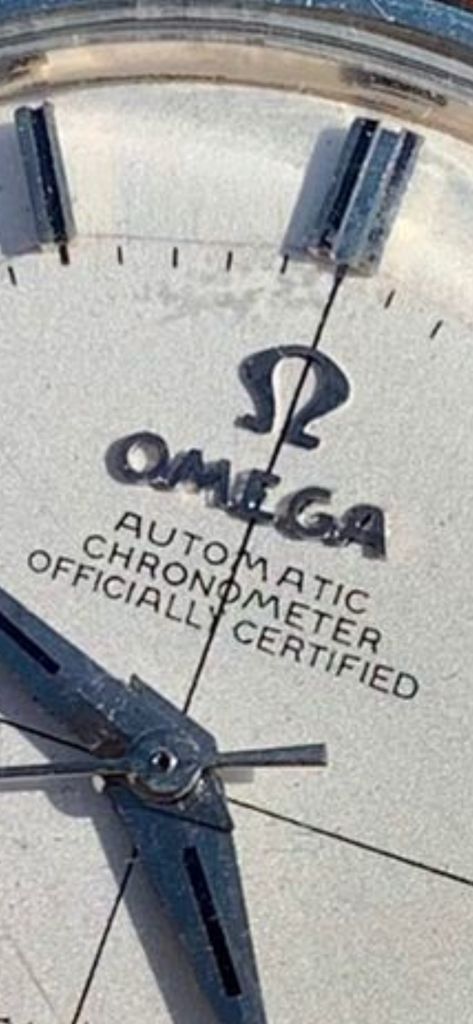 Ω
OMEGA
AUTOMATIC
CHRONOMETER
OFFICIALLY CERTIFIED